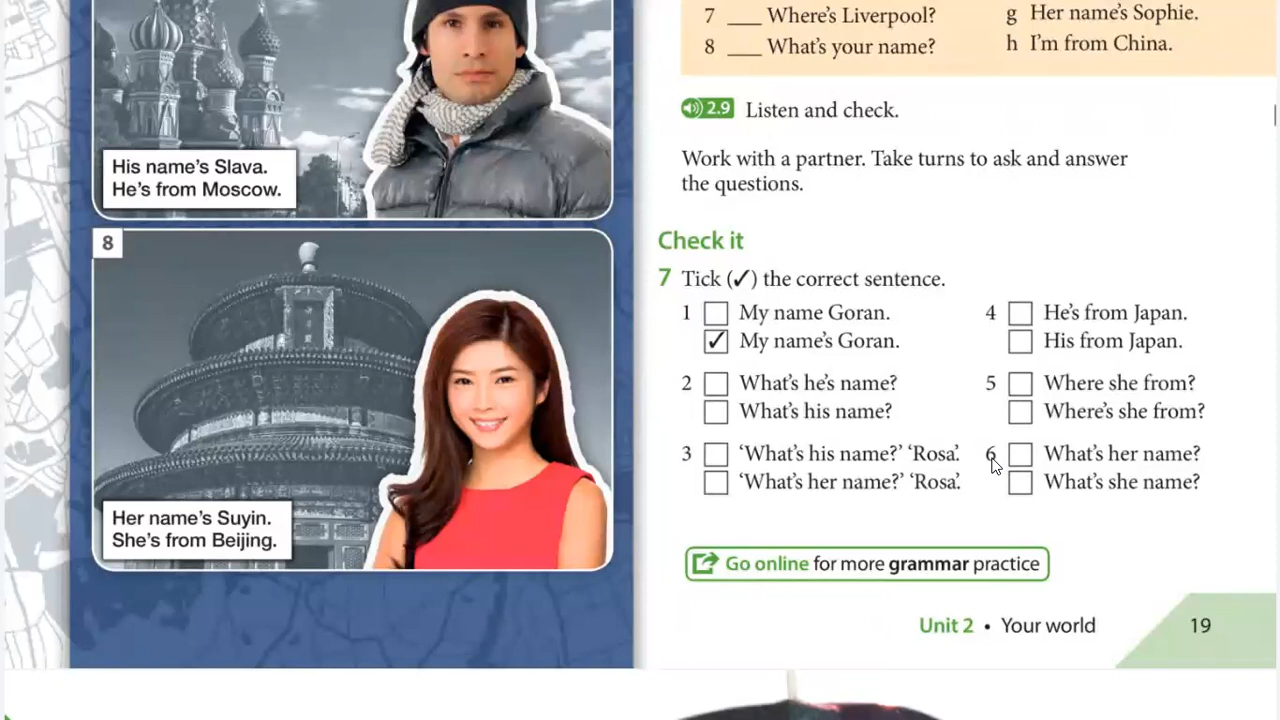 His name's Slava.
He's from Moscow.
8
Her name's Suyin.
She's from Beijing.
7 ___ Where's Liverpool?
g Her name's Sophie.
8 ___ What's your name?
h I'm from China.
2.9 Listen and check.
Work with a partner. Take turns to ask and answer
the questions.
Check it
7 Tick (✓) the correct sentence.
1 My name Goran.
✓ My name's Goran.
2 What's he's name?
What's his name?
3 ‘What's his name?’ ‘Rosa’.
‘What's her name?’ ‘Rosa’.
4 He's from Japan.
His from Japan.
5 Where she from?
Where's she from?
6 What's her name?
What's she name?
Go online for more grammar practice
Unit 2 • Your world 19